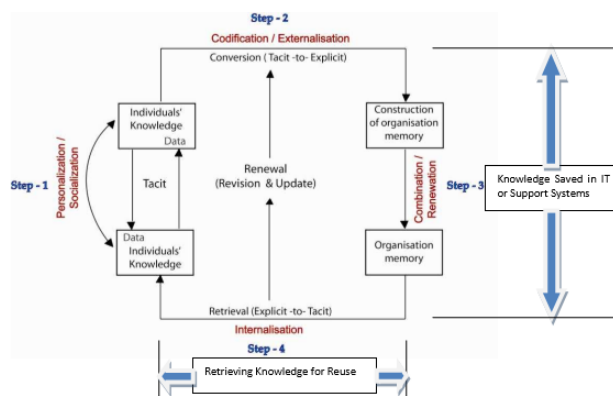 Step - 2
Codification / Externalisation
Conversion ( Tacit -to- Explicit)
Individuals'
Knowledge
Data
Construction
of organisation
memory
Step - 1
Personalization /
Socialization
Tacit
Renewal
(Revision & Update)
Combination /
Renewation
Step - 3
Knowledge Saved in IT
or Support Systems
Data
Individuals'
Knowledge
Organisation
memory
Retrieval (Explicit -to- Tacit)
Internalisation
Step - 4
Retrieving Knowledge for Reuse